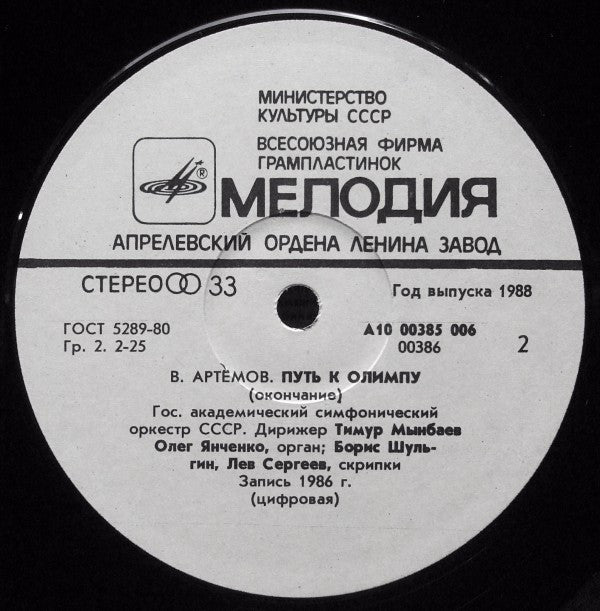 МИНИСТЕРСТВО
КУЛЬТУРЫ СССР
ВСЕСОЮЗНАЯ ФИРМА
ГРАМПЛАСТИНОК
®
МЕЛОДИЯ
АПРЕЛЕВСКИЙ ОРДЕНА ЛЕНИНА ЗАВОД
СТЕРЕО 33
Год выпуска 1988
ГОСТ 5289-80
Гр. 2. 2-25
А10 00385 006
00386
2
В. АРТЁМОВ. ПУТЬ К ОЛИМПУ
(окончание)
Гос. академический симфонический
оркестр СССР. Дирижер Тимур Мынбаев
Олег Янченко, орган; Борис Шуль-
гин, Лев Сергеев, скрипки
Запись 1986 г.
(цифровая)